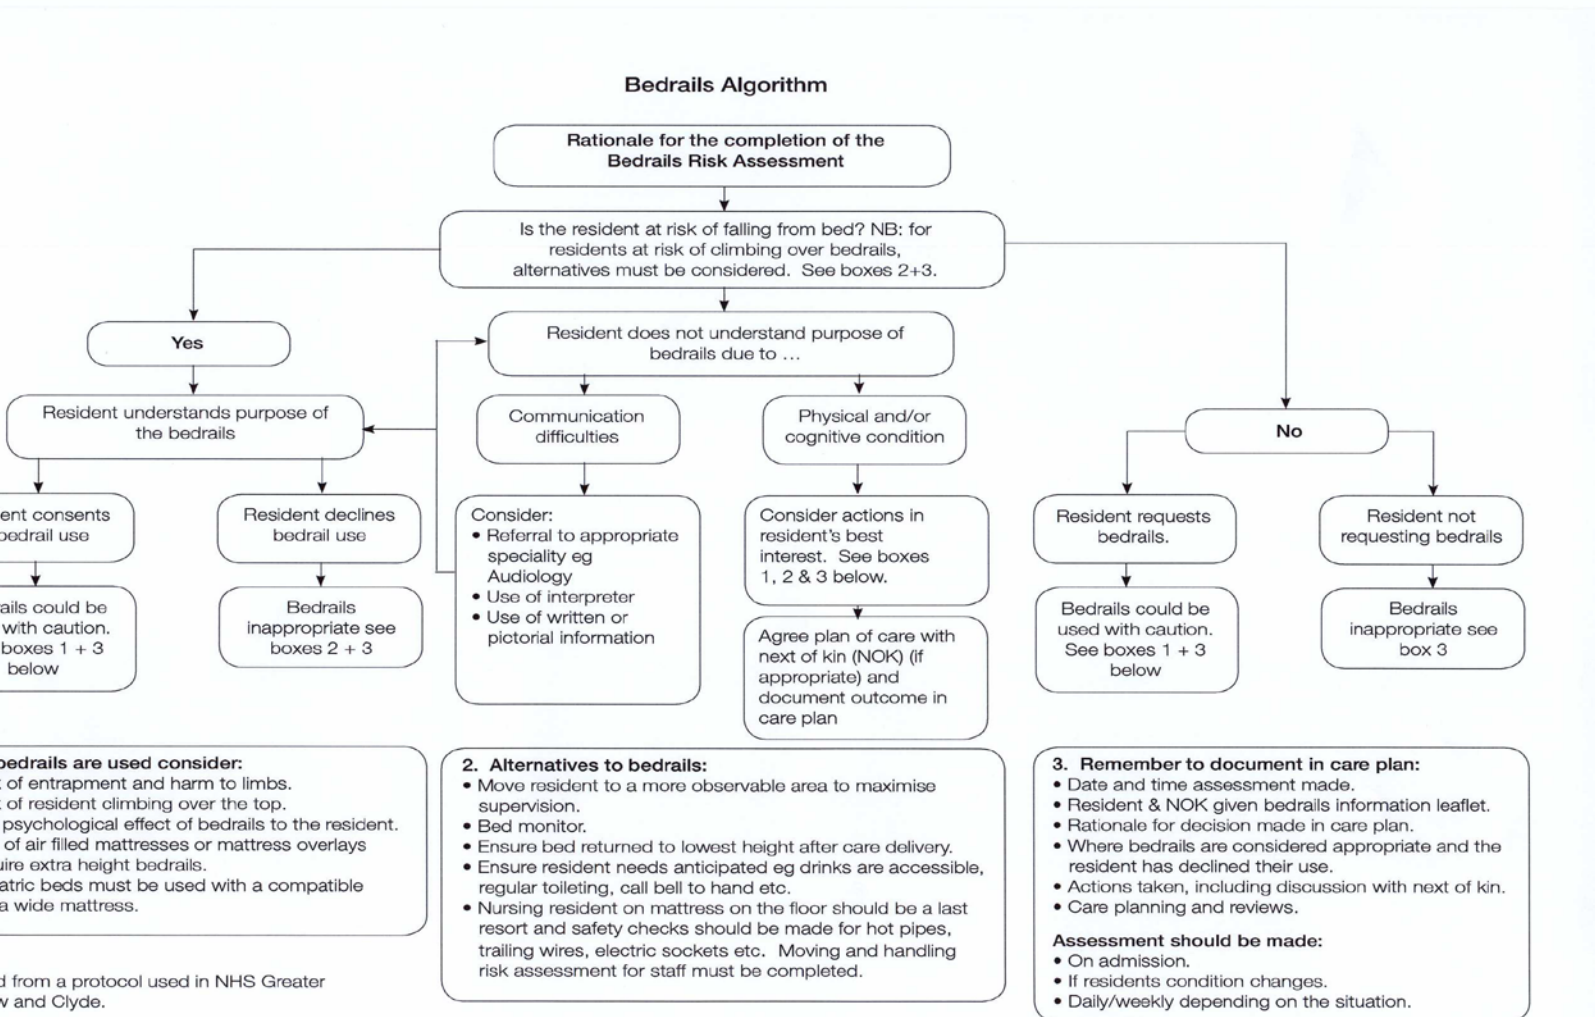 Bedrails Algorithm
Rationale for the completion of the
Bedrails Risk Assessment
Is the resident at risk of falling from bed? NB: for
residents at risk of climbing over bedrails,
alternatives must be considered. See boxes 2+3.
Yes
Resident does not understand purpose of
bedrails due to ...
Resident understands purpose of
the bedrails
Communication
difficulties
Physical and/or
cognitive condition
No
ent consents
bedrail use
Resident declines
bedrail use
Consider:
• Referral to appropriate
speciality eg
Audiology
• Use of interpreter
• Use of written or
pictorial information
Consider actions in
resident's best
interest. See boxes
1, 2 & 3 below.
Resident requests
bedrails.
Resident not
requesting bedrails
ails could be
with caution.
boxes 1 + 3
below
Bedrails
inappropriate see
boxes 2 + 3
Agree plan of care with
next of kin (NOK) (if
appropriate) and
document outcome in
care plan
Bedrails could be
used with caution.
See boxes 1 + 3
below
Bedrails
inappropriate see
box 3
bedrails are used consider:
of entrapment and harm to limbs.
of resident climbing over the top.
psychological effect of bedrails to the resident.
of air filled mattresses or mattress overlays
uire extra height bedrails.
atric beds must be used with a compatible
a wide mattress.
2. Alternatives to bedrails:
• Move resident to a more observable area to maximise
supervision.
• Bed monitor.
• Ensure bed returned to lowest height after care delivery.
• Ensure resident needs anticipated eg drinks are accessible,
regular toileting, call bell to hand etc.
• Nursing resident on mattress on the floor should be a last
resort and safety checks should be made for hot pipes,
trailing wires, electric sockets etc. Moving and handling
risk assessment for staff must be completed.
3. Remember to document in care plan:
• Date and time assessment made.
• Resident & NOK given bedrails information leaflet.
• Rationale for decision made in care plan.
• Where bedrails are considered appropriate and the
resident has declined their use.
• Actions taken, including discussion with next of kin.
• Care planning and reviews.
Assessment should be made:
• On admission.
• If residents condition changes.
• Daily/weekly depending on the situation.
d from a protocol used in NHS Greater
w and Clyde.